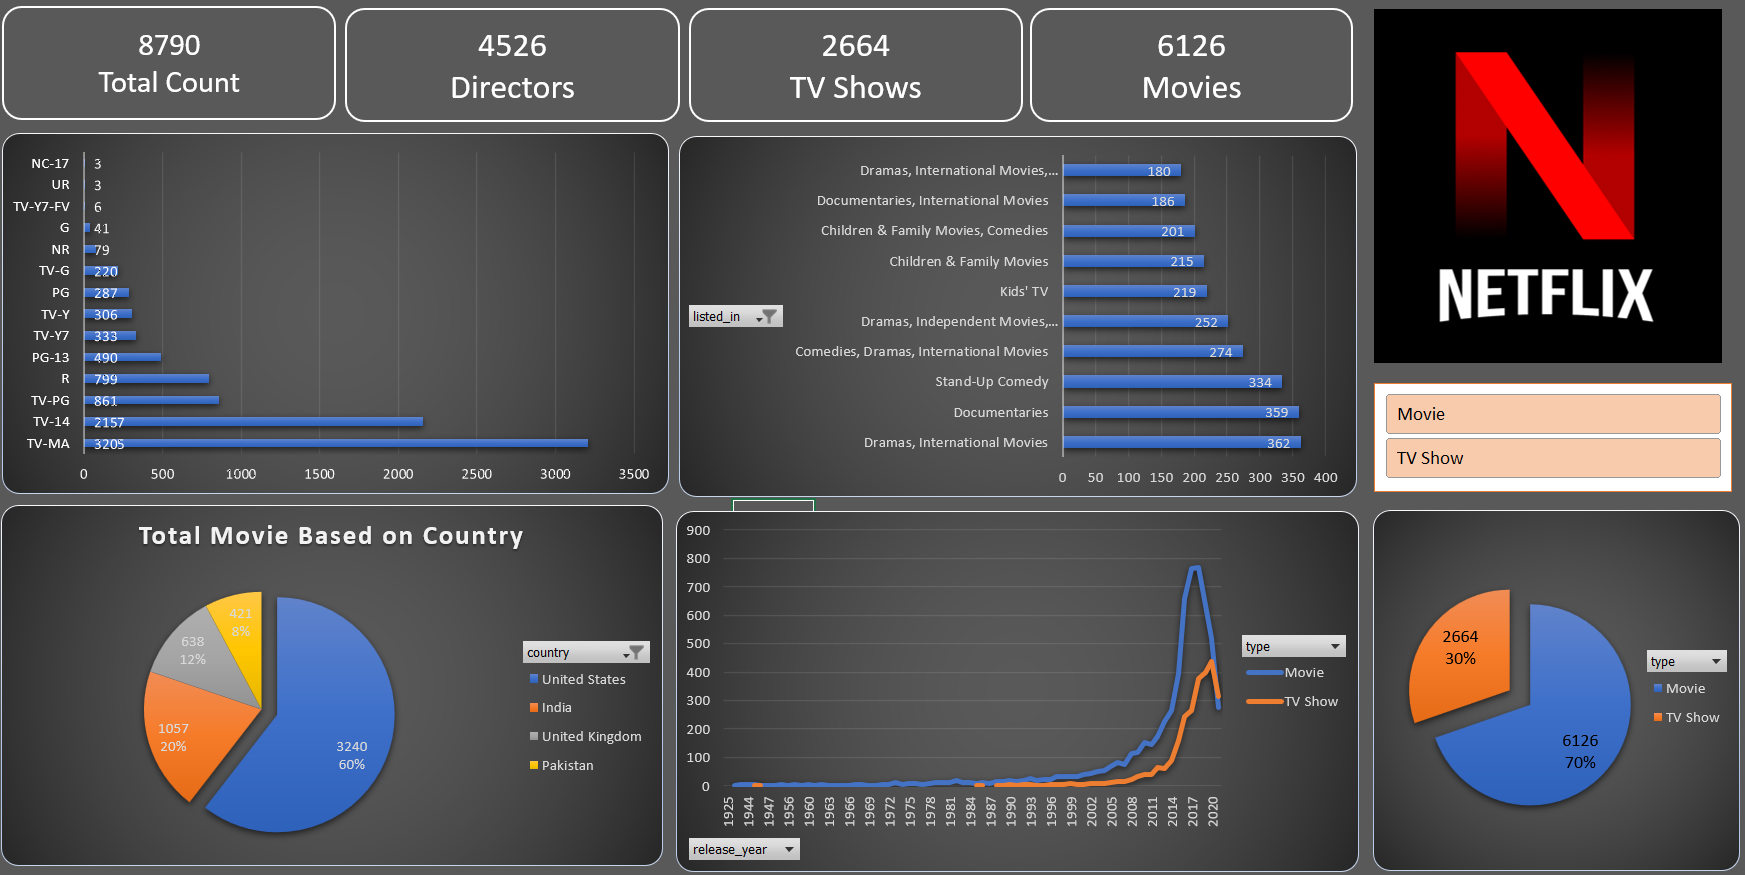 8790
Total Count
4526
Directors
2664
TV Shows
6126
Movies
NETFLIX
NC-17 3
UR 3
TV-Y7-FV 6
G 41
NR 79
TV-G 220
PG 287
TV-Y 306
TV-Y7 333
PG-13 490
R 799
TV-PG 861
TV-14 2157
TV-MA 3205
0 500 1000 1500 2000 2500 3000 3500
listed_in
Dramas, International Movies,... 180
Documentaries, International Movies 186
Children & Family Movies, Comedies 201
Children & Family Movies 215
Kids' TV 219
Dramas, Independent Movies,... 252
Comedies, Dramas, International Movies 274
Stand-Up Comedy 334
Documentaries 359
Dramas, International Movies 362
0 50 100 150 200 250 300 350 400
Movie
TV Show
Total Movie Based on Country
421
8%
638
12%
1057
20%
3240
60%
country
United States
India
United Kingdom
Pakistan
900
800
700
600
500
400
300
200
100
0
1925 1944 1947 1956 1960 1963 1966 1969 1972 1975 1978 1981 1984 1987 1990 1993 1996 1999 2002 2005 2008 2011 2014 2017 2020
type
Movie
TV Show
release_year
2664
30%
6126
70%
type
Movie
TV Show